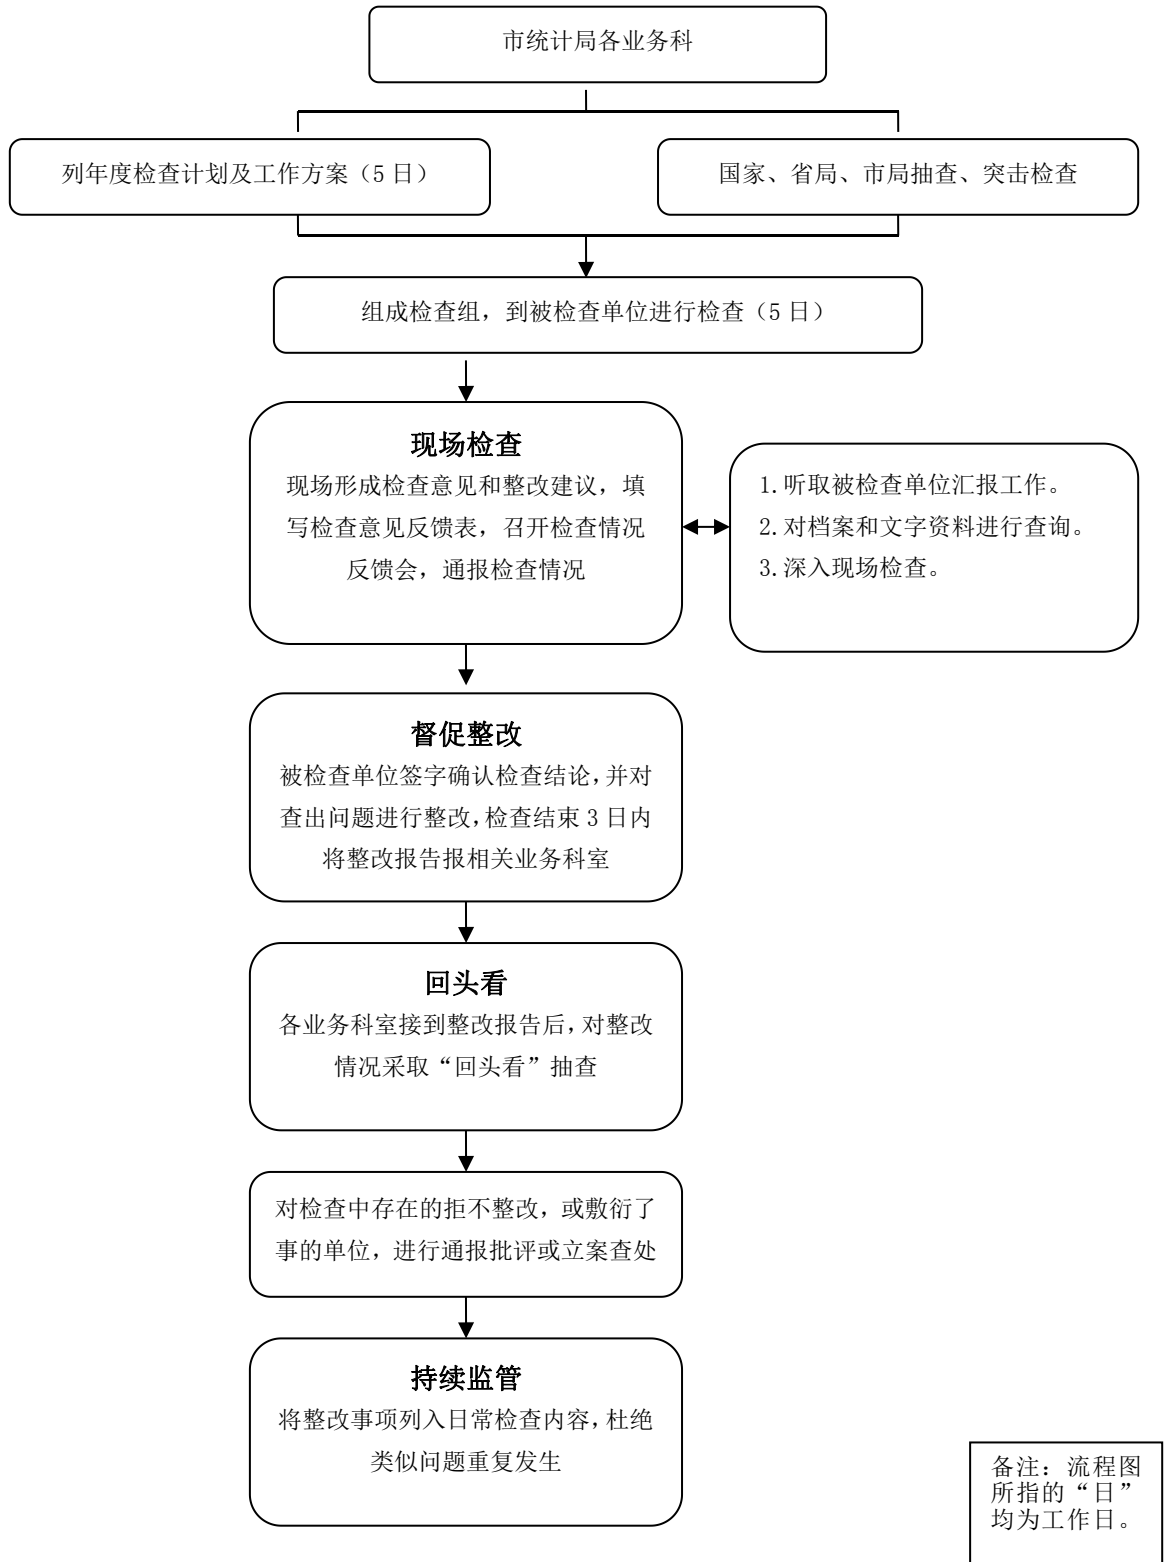 市统计局各业务科
列年度检查计划及工作方案（5 日）
国家、省局、市局抽查、突击检查
组成检查组，到被检查单位进行检查（5 日）
现场检查
现场形成检查意见和整改建议，填
写检查意见反馈表，召开检查情况
反馈会，通报检查情况
1.听取被检查单位汇报工作。
2.对档案和文字资料进行查询。
3.深入现场检查。
督促整改
被检查单位签字确认检查结论，并对
查出问题进行整改，检查结束 3 日内
将整改报告报相关业务科室
回头看
各业务科室接到整改报告后，对整改
情况采取“回头看”抽查
对检查中存在的拒不整改，或敷衍了
事的单位，进行通报批评或立案查处
持续监管
将整改事项列入日常检查内容，杜绝
类似问题重复发生
备注：流程图
所指的“日”
均为工作日。